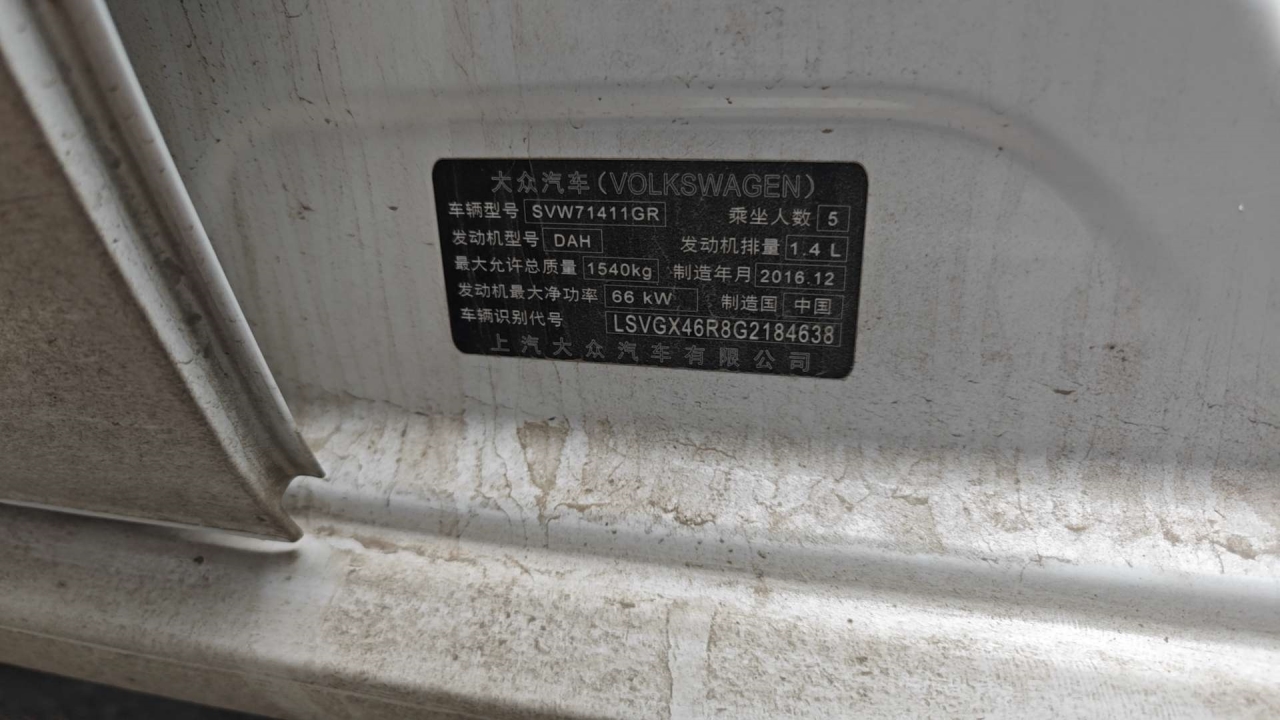 大众汽车(VOLKSWAGEN)
车辆型号 SVW71411GR 乘坐人数 5
发动机型号 DAH 发动机排量 1.4 L
最大允许总质量 1540kg 制造年月 2016.12
发动机最大净功率 66 kW 制造国 中国
车辆识别代号 LSVGX46R8G2184638
上汽大众汽车有限公司